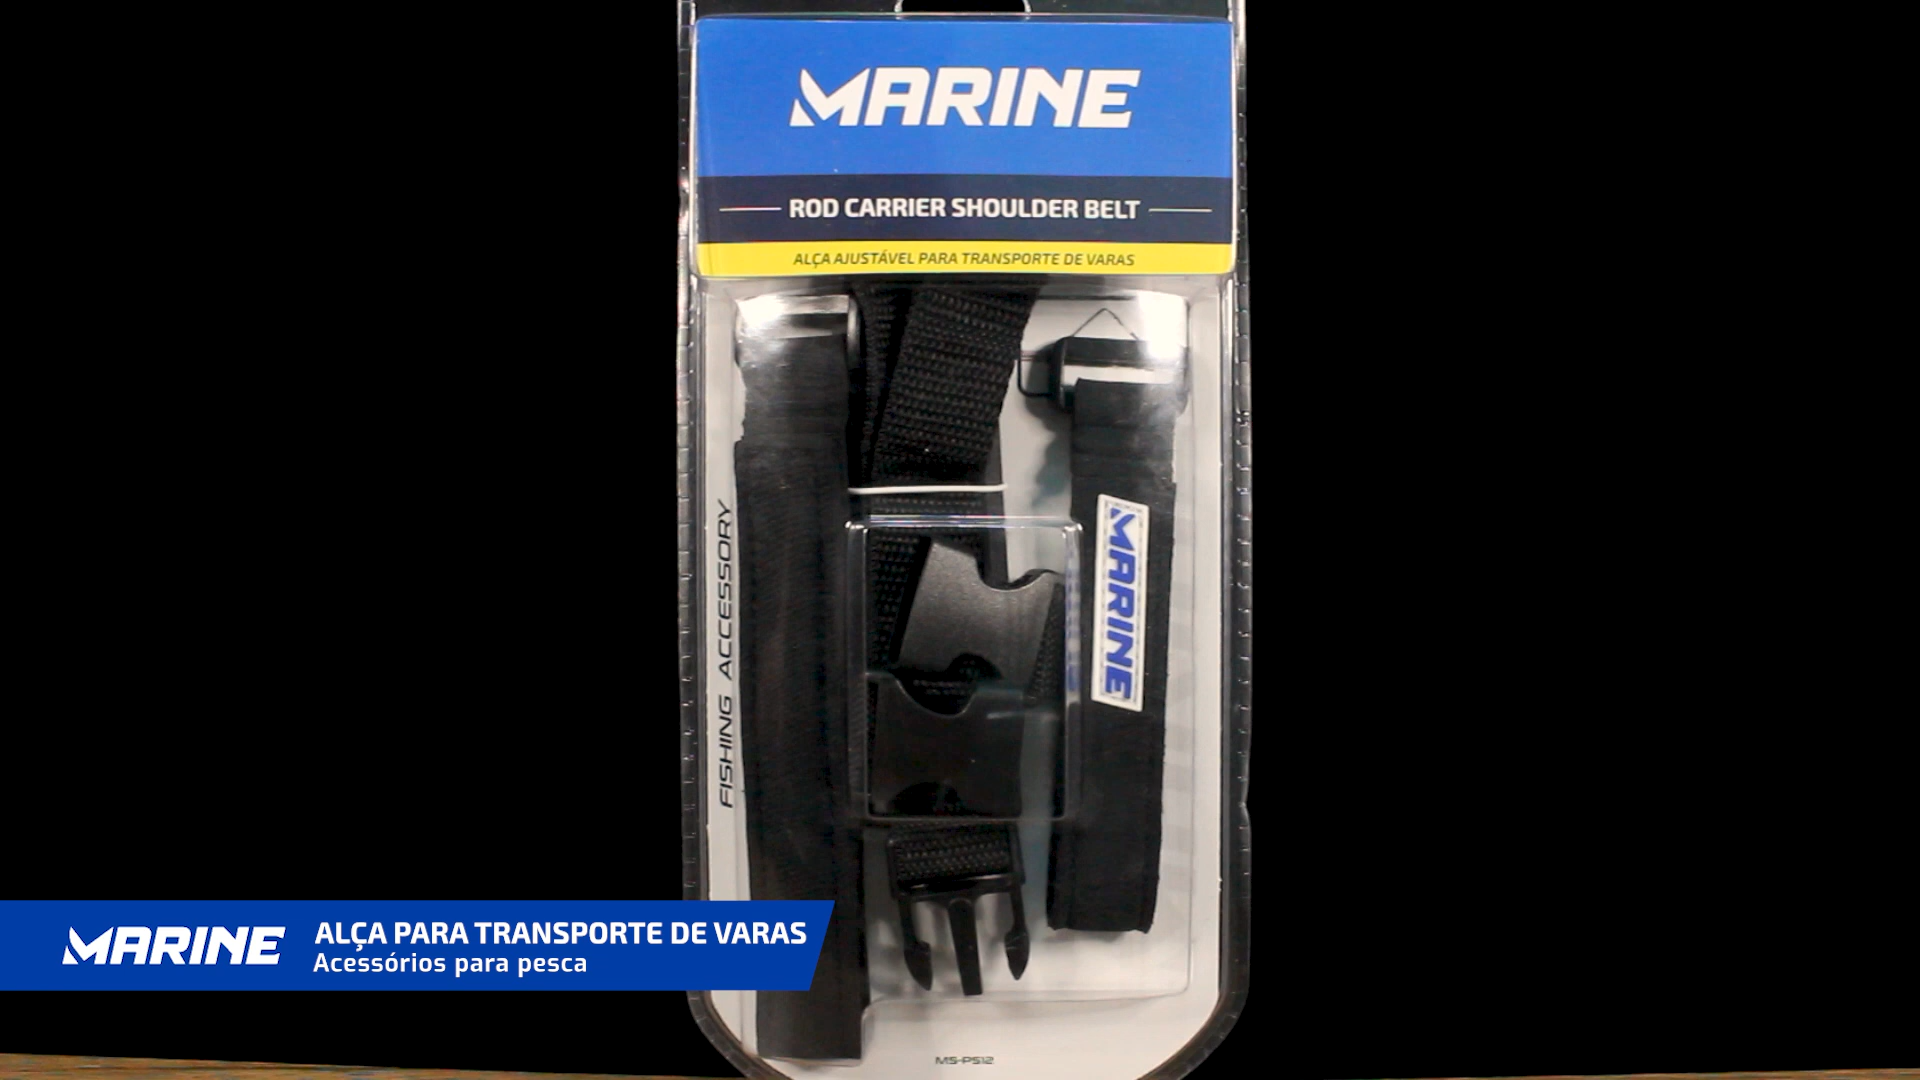 MARINE
ROD CARRIER SHOULDER BELT
ALÇA AJUSTÁVEL PARA TRANSPORTE DE VARAS
FISHING ACCESSORY
MARINE
MARINE
ALÇA PARA TRANSPORTE DE VARAS
Acessórios para pesca
MS-PS12